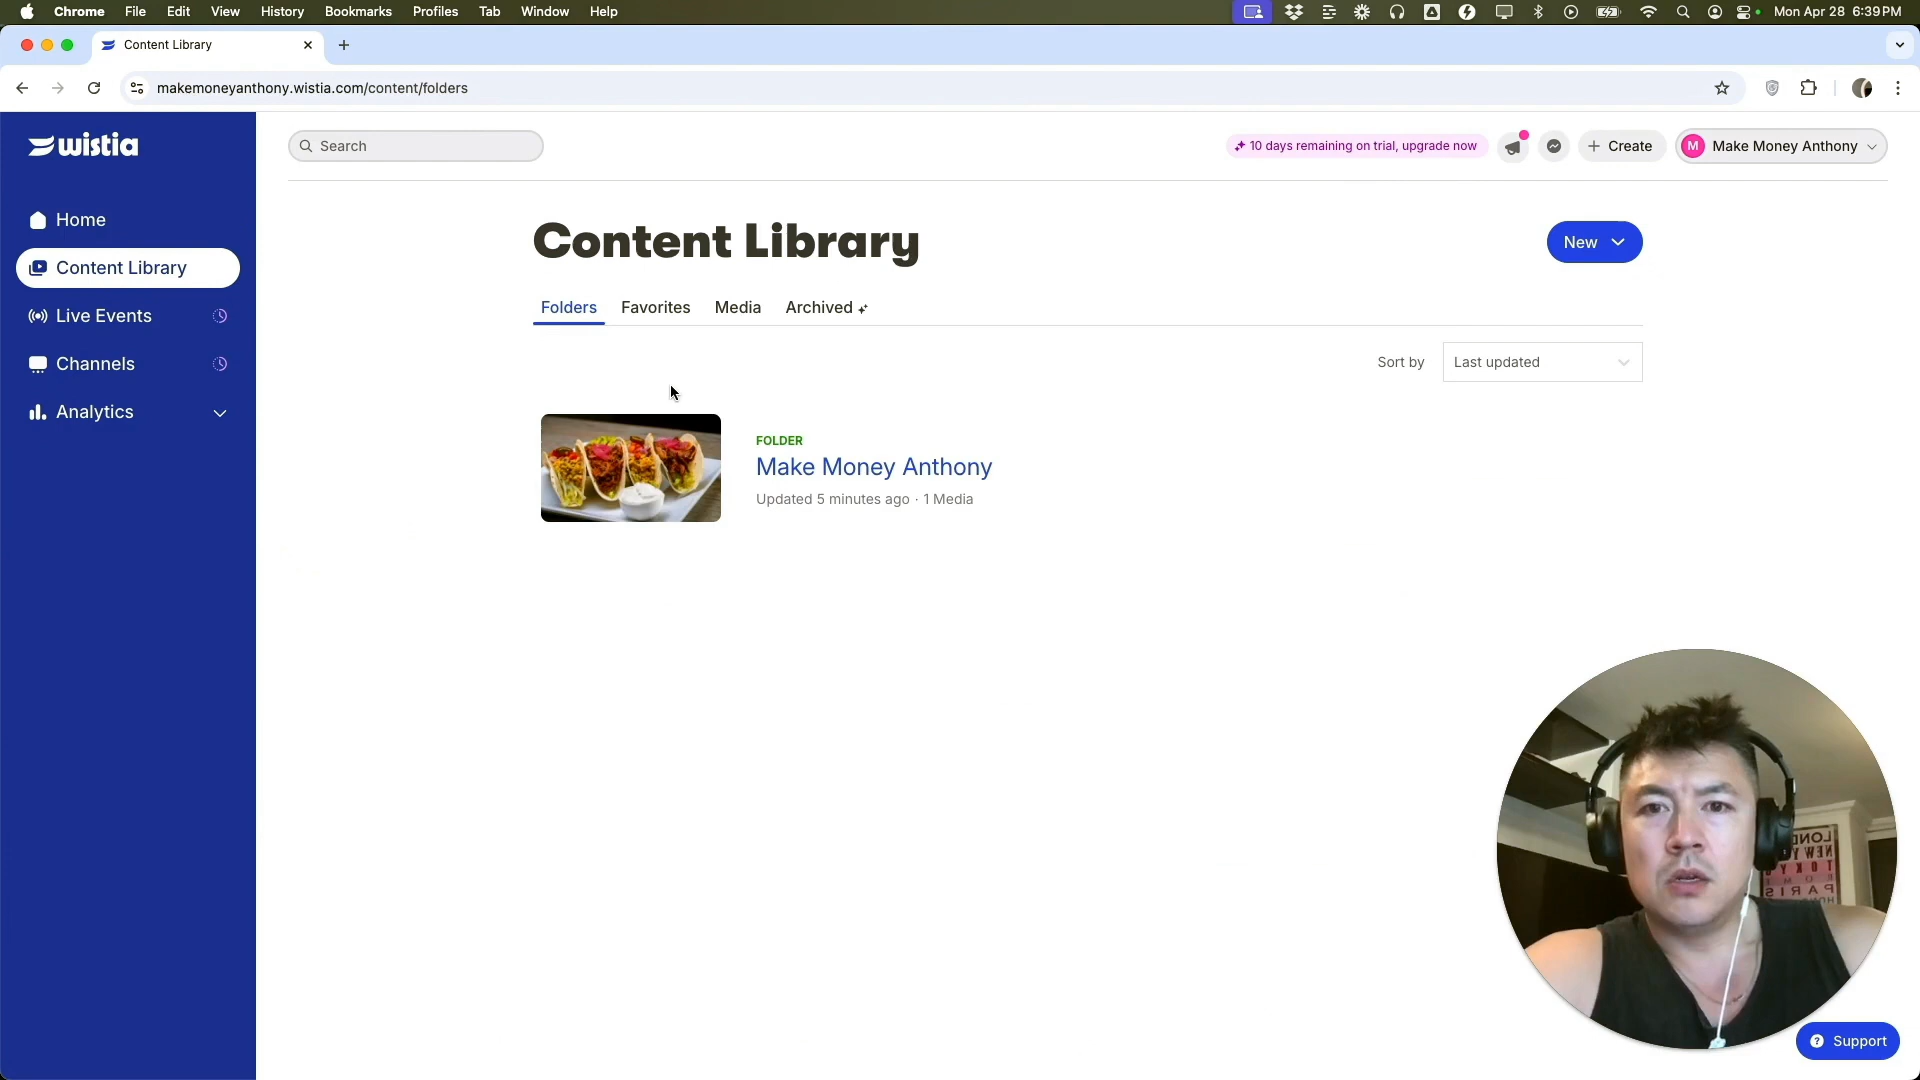 Chrome File Edit View History Bookmarks Profiles Tab Window Help Mon Apr 28 6:39PM
Content Library
makemoneyanthony.wistia.com/content/folders
wistia
Search
10 days remaining on trial, upgrade now
Create
M Make Money Anthony
Home
Content Library
Live Events
Channels
Analytics
Content Library
New
Folders Favorites Media Archived
Sort by Last updated
FOLDER
Make Money Anthony
Updated 5 minutes ago · 1 Media
TOKYO
PARIS
Support